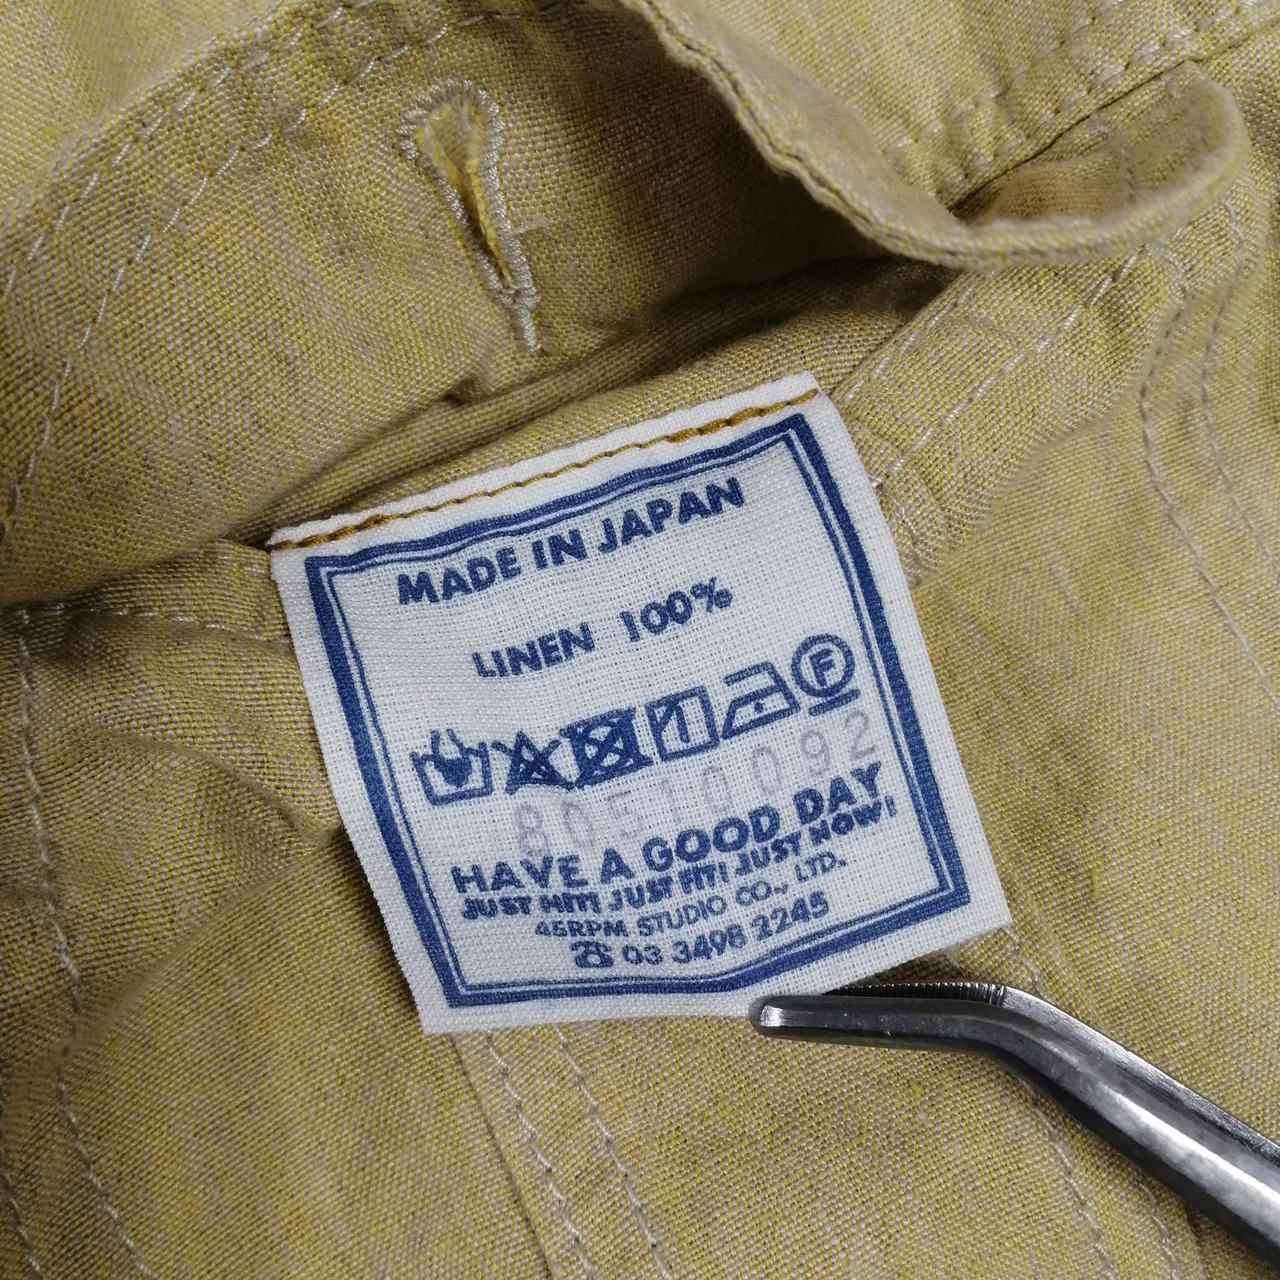 MADE IN JAPAN
LINEN 100%
F
80510092
HAVE A GOOD DAY
JUST HIT! JUST FIT! JUST NOW!
45RPM STUDIO CO., LTD.
☎ 03 3498 2245